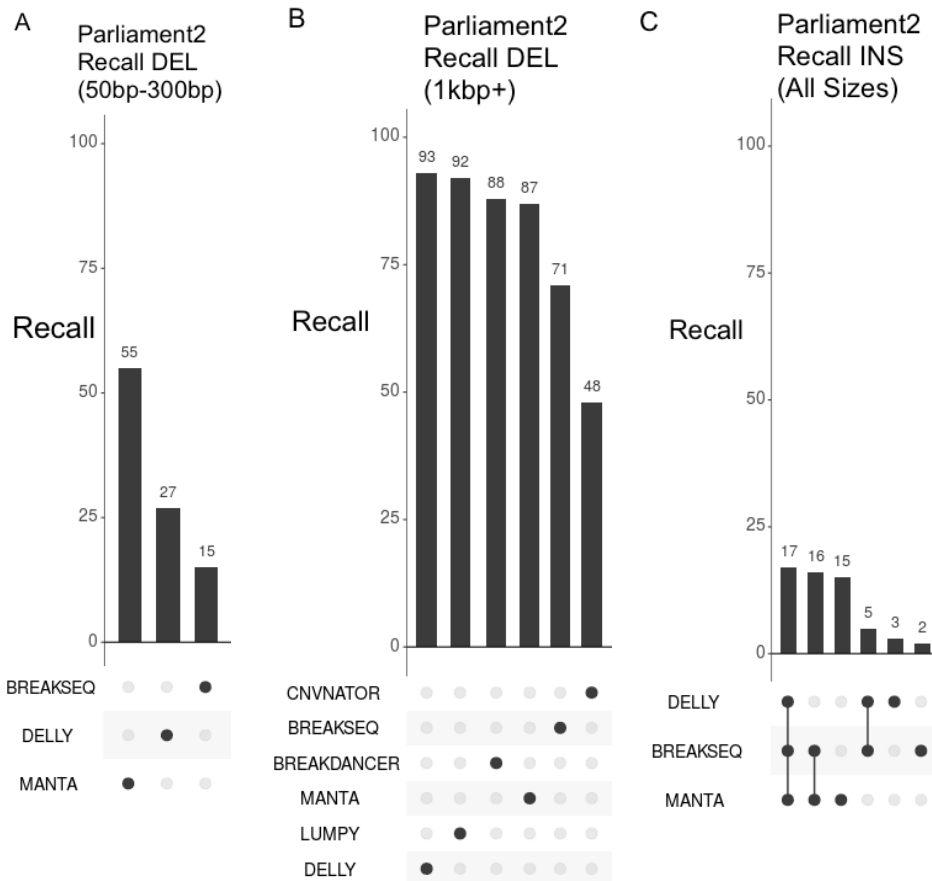 A
Parliament2
Recall DEL
(50bp-300bp)
100
75
50
25
0
Recall
55
27
15
BREAKSEQ
DELLY
MANTA
B
Parliament2
Recall DEL
(1kbp+)
100
75
50
25
0
Recall
93
92
88
87
71
48
CNVNATOR
BREAKSEQ
BREAKDANCER
MANTA
LUMPY
DELLY
C
Parliament2
Recall INS
(All Sizes)
100
75
50
25
0
Recall
17
16
15
5
3
2
DELLY
BREAKSEQ
MANTA